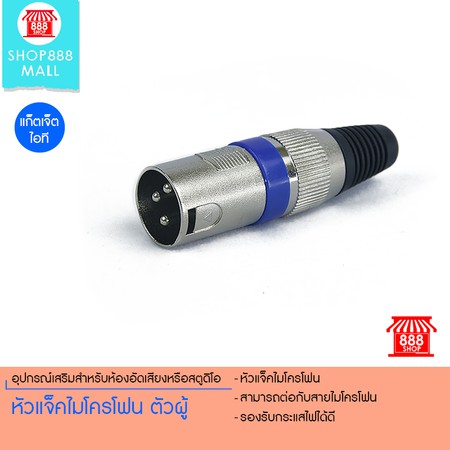 888
SHOP
SHOP888
MALL
แก็ดเจ็ต
ไอที
888
SHOP
อุปกรณ์เสริมสำหรับห้องอัดเสียงหรือสตูดิโอ
หัวแจ็คไมโครโฟน ตัวผู้
- หัวแจ็คไมโครโฟน
- สามารถต่อกับสายไมโครโฟน
- รองรับกระแสไฟได้ดี